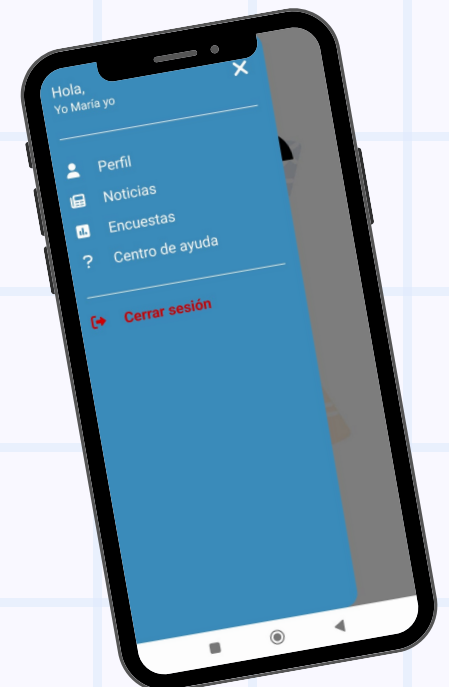 Hola,
Yo María yo
Perfil
Noticias
Encuestas
Centro de ayuda
Cerrar sesión